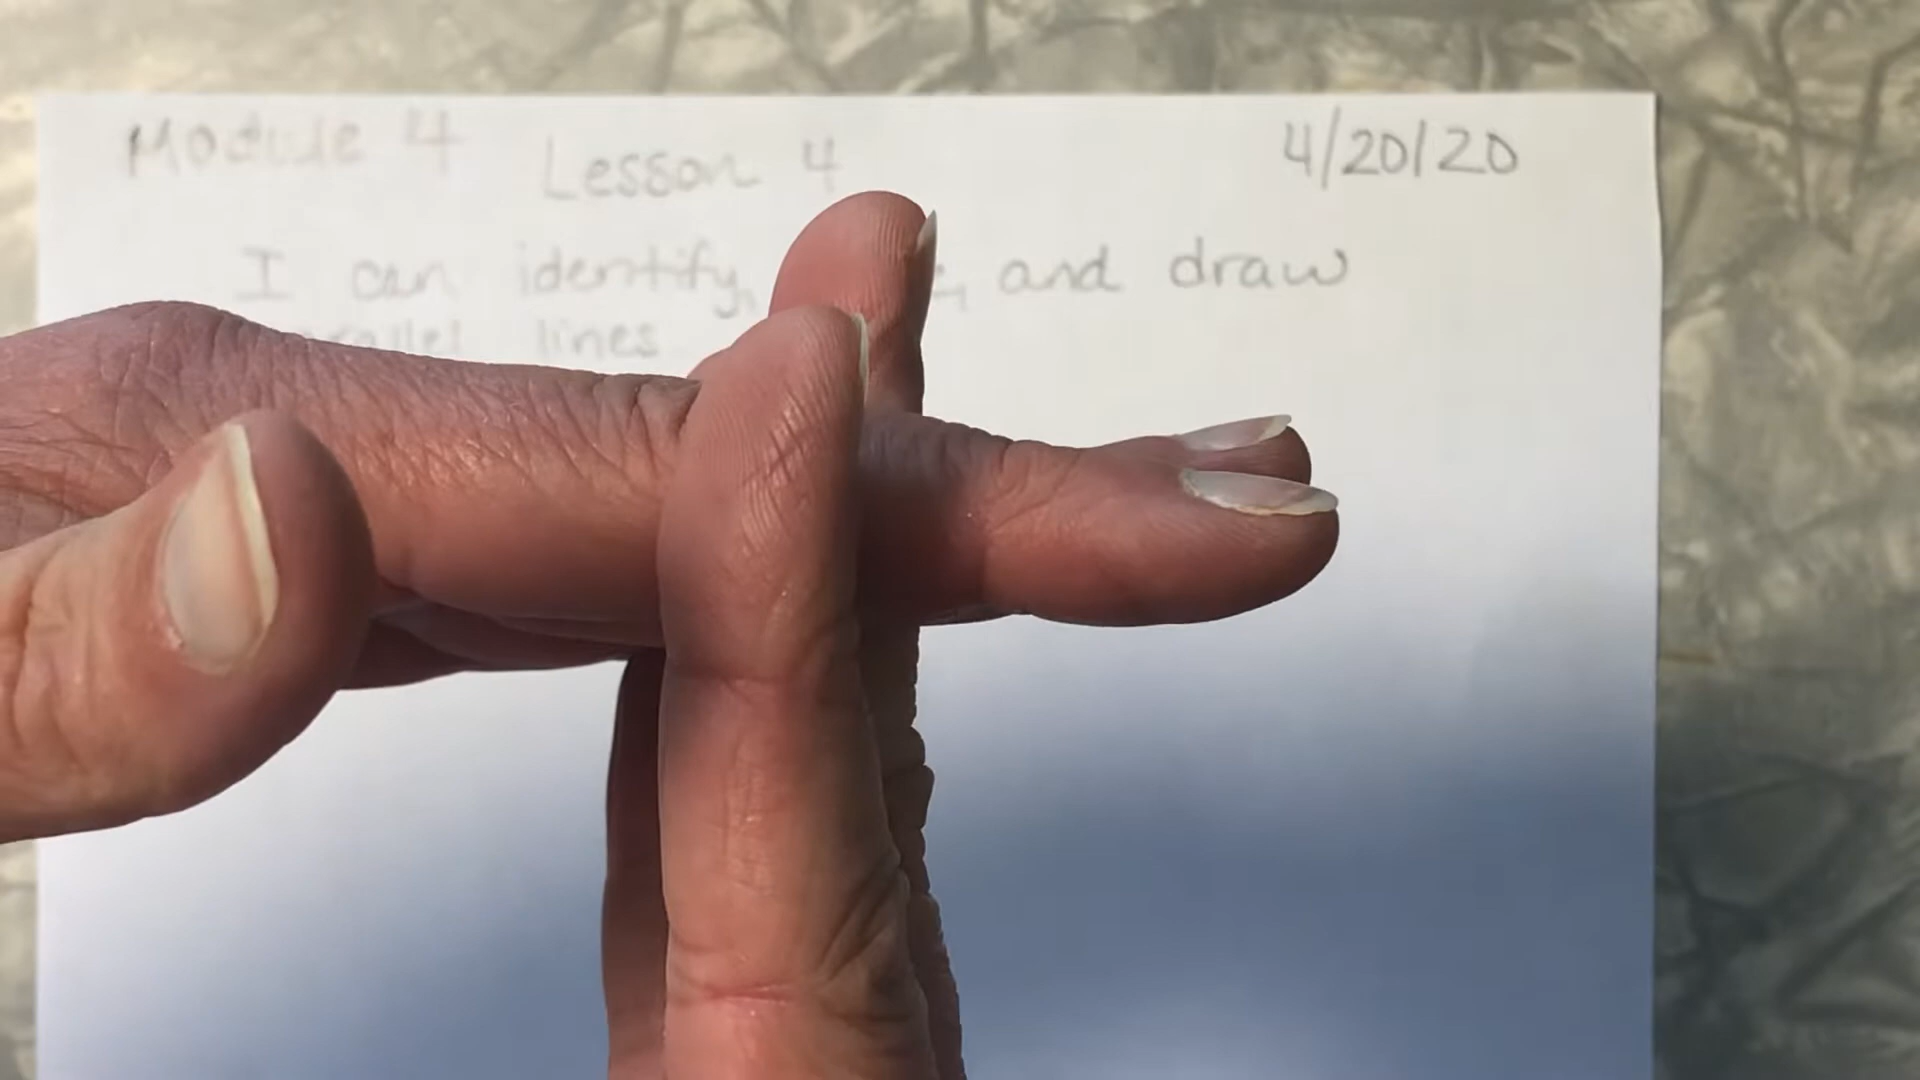 Module 4 Lesson 4 4/20/20
I can identify, and draw
lines